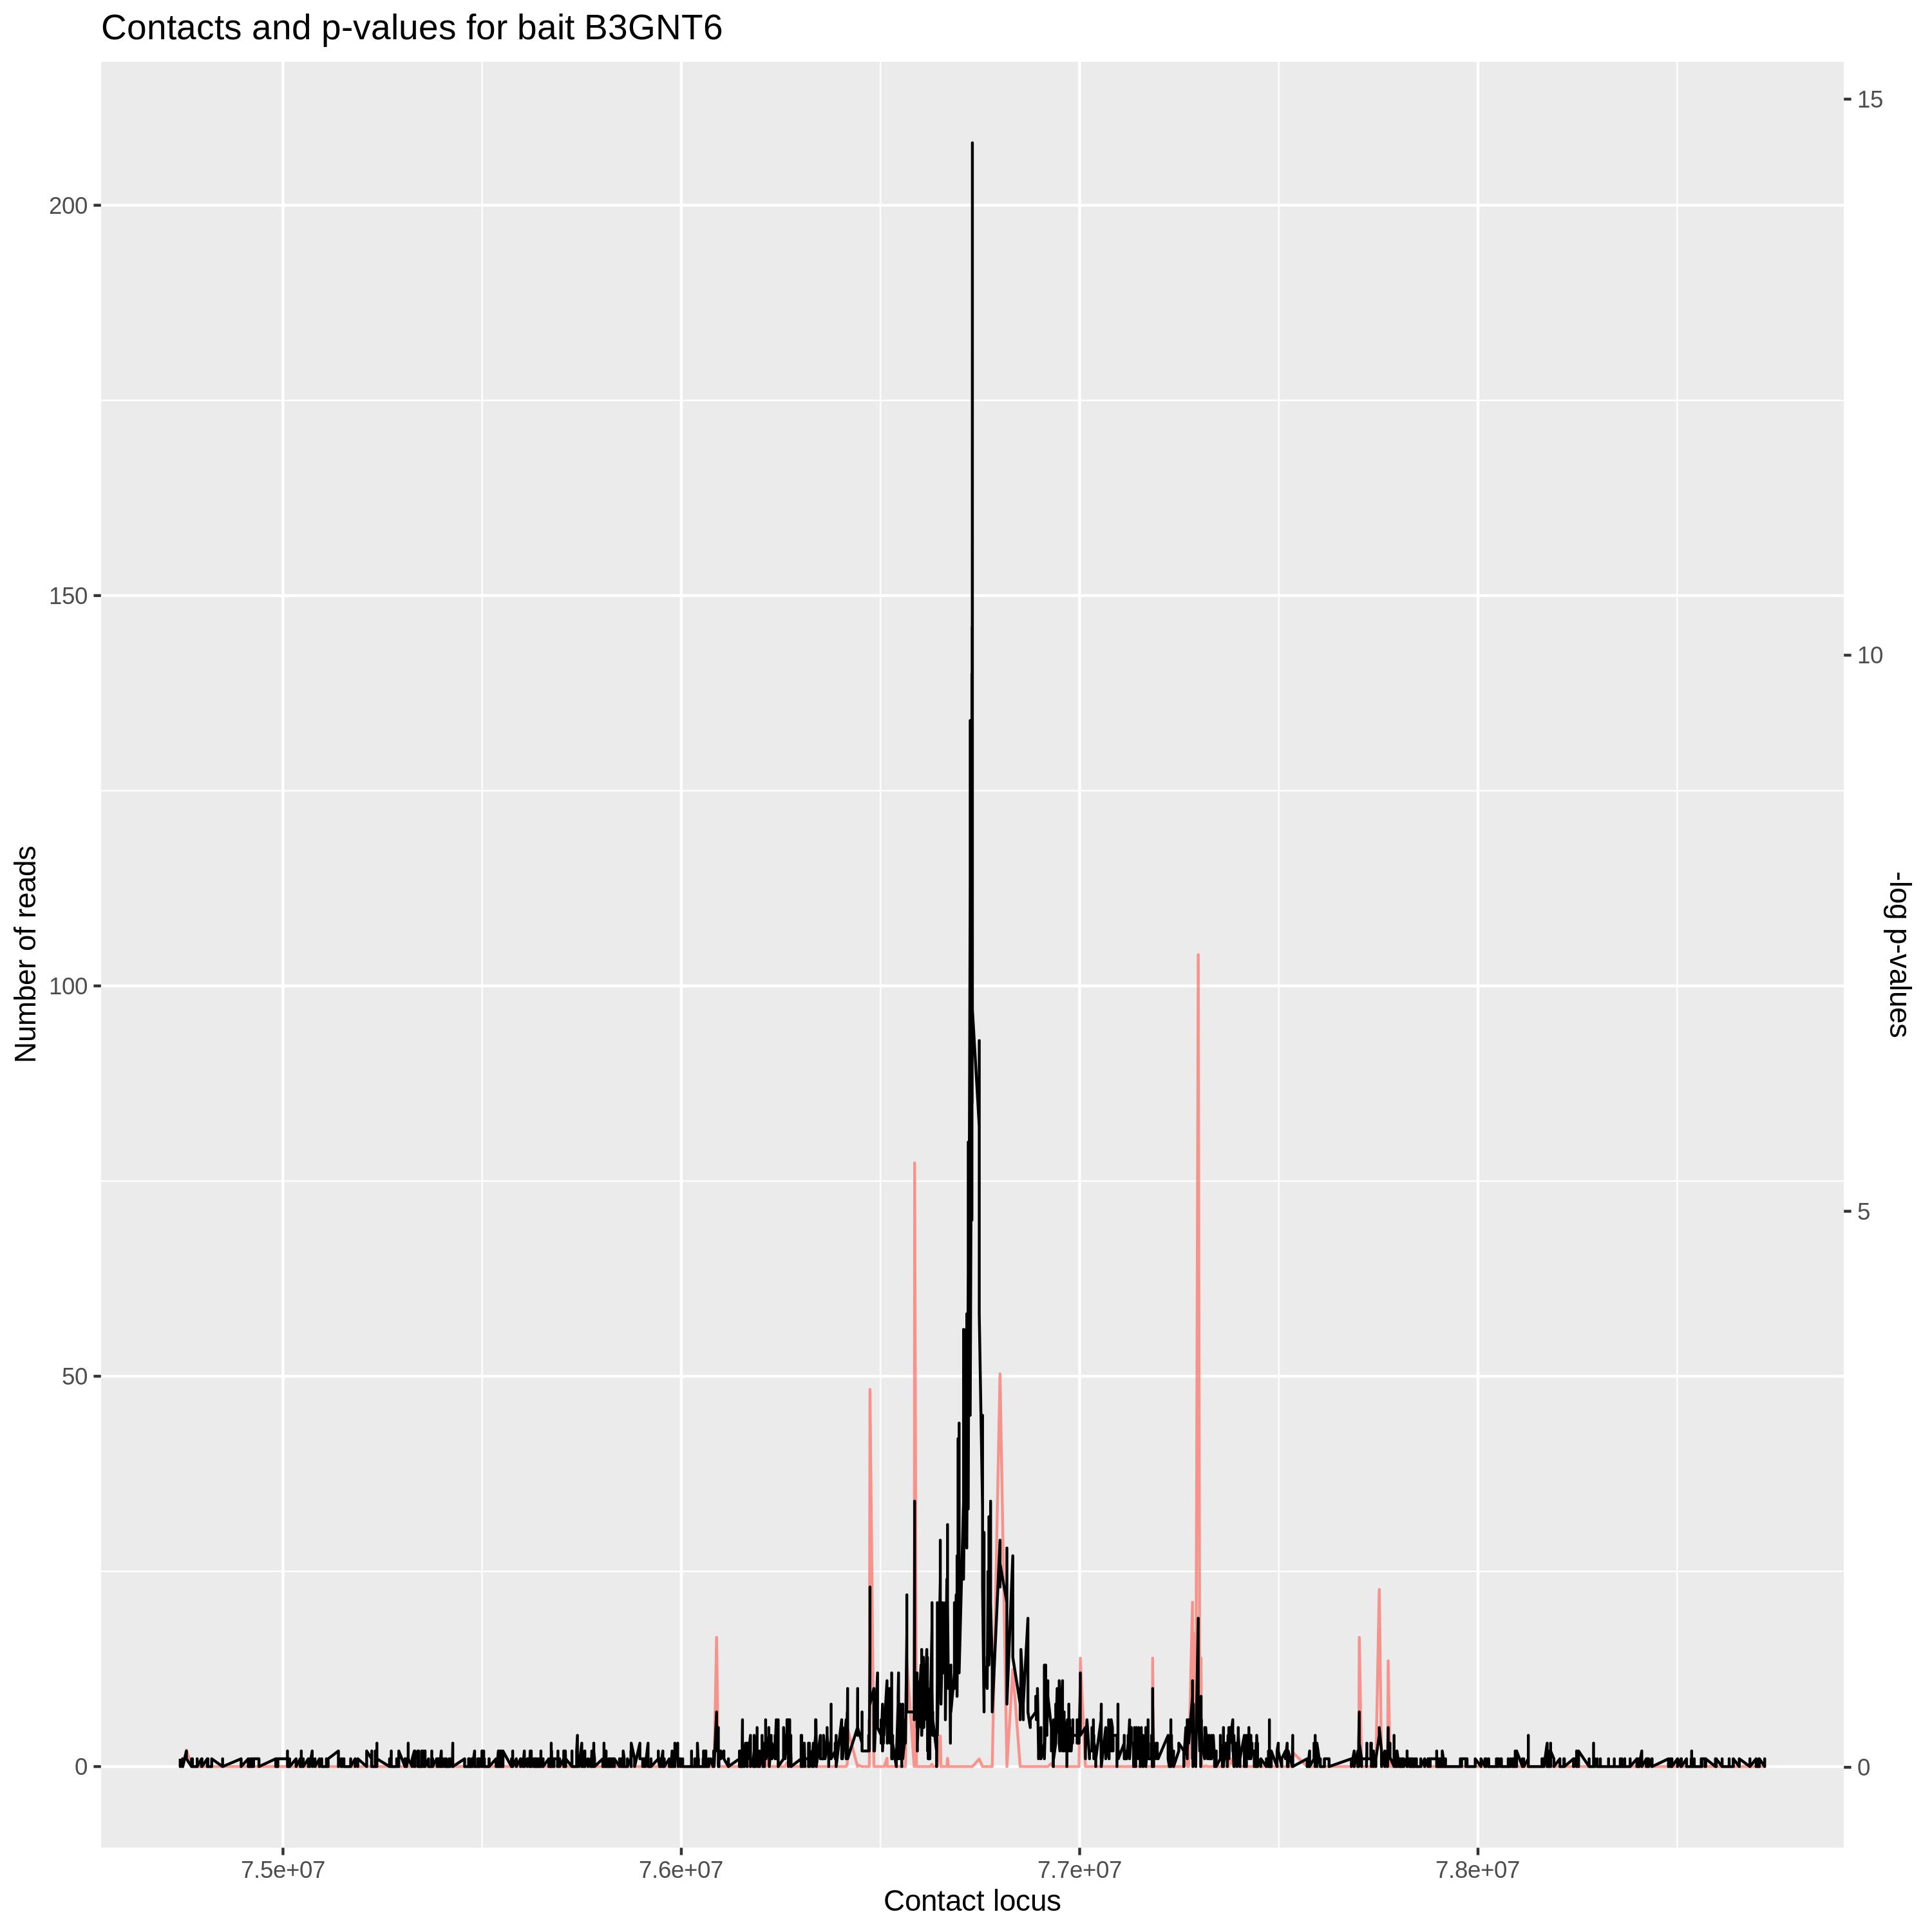 Contacts and p-values for bait B3GNT6
Number of reads
200
150
100
50
0
15
10
5
0
-log p-values
7.5e+07
7.6e+07
7.7e+07
7.8e+07
Contact locus